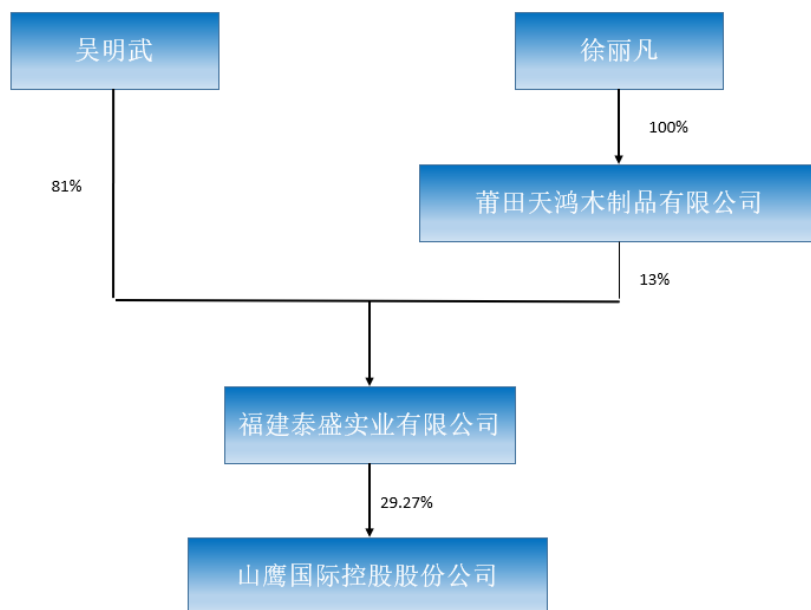 吴明武
徐丽凡
100%
81%
莆田天鸿木制品有限公司
13%
福建泰盛实业有限公司
29.27%
山鹰国际控股股份公司